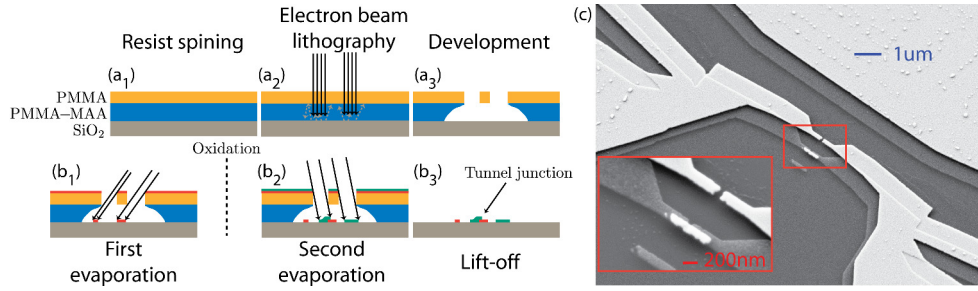 Resist spining
Electron beam
lithography
Development
(c)
1um
(a1)
(a2)
(a3)
PMMA
PMMA–MAA
SiO2
Oxidation
(b1)
(b2)
(b3)
Tunnel junction
First
evaporation
Second
evaporation
Lift-off
200nm